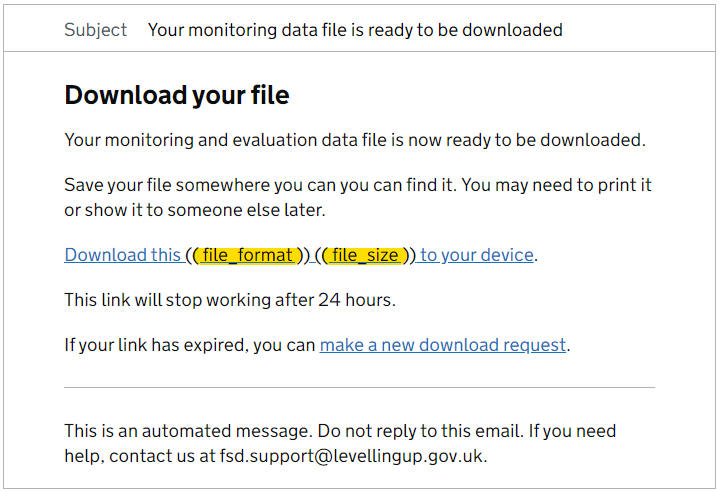 Subject Your monitoring data file is ready to be downloaded
Download your file
Your monitoring and evaluation data file is now ready to be downloaded.
Save your file somewhere you can you can find it. You may need to print it
or show it to someone else later.
Download this ((file_format)) ((file_size)) to your device.
This link will stop working after 24 hours.
If your link has expired, you can make a new download request.
This is an automated message. Do not reply to this email. If you need
help, contact us at fsd.support@levellingup.gov.uk.